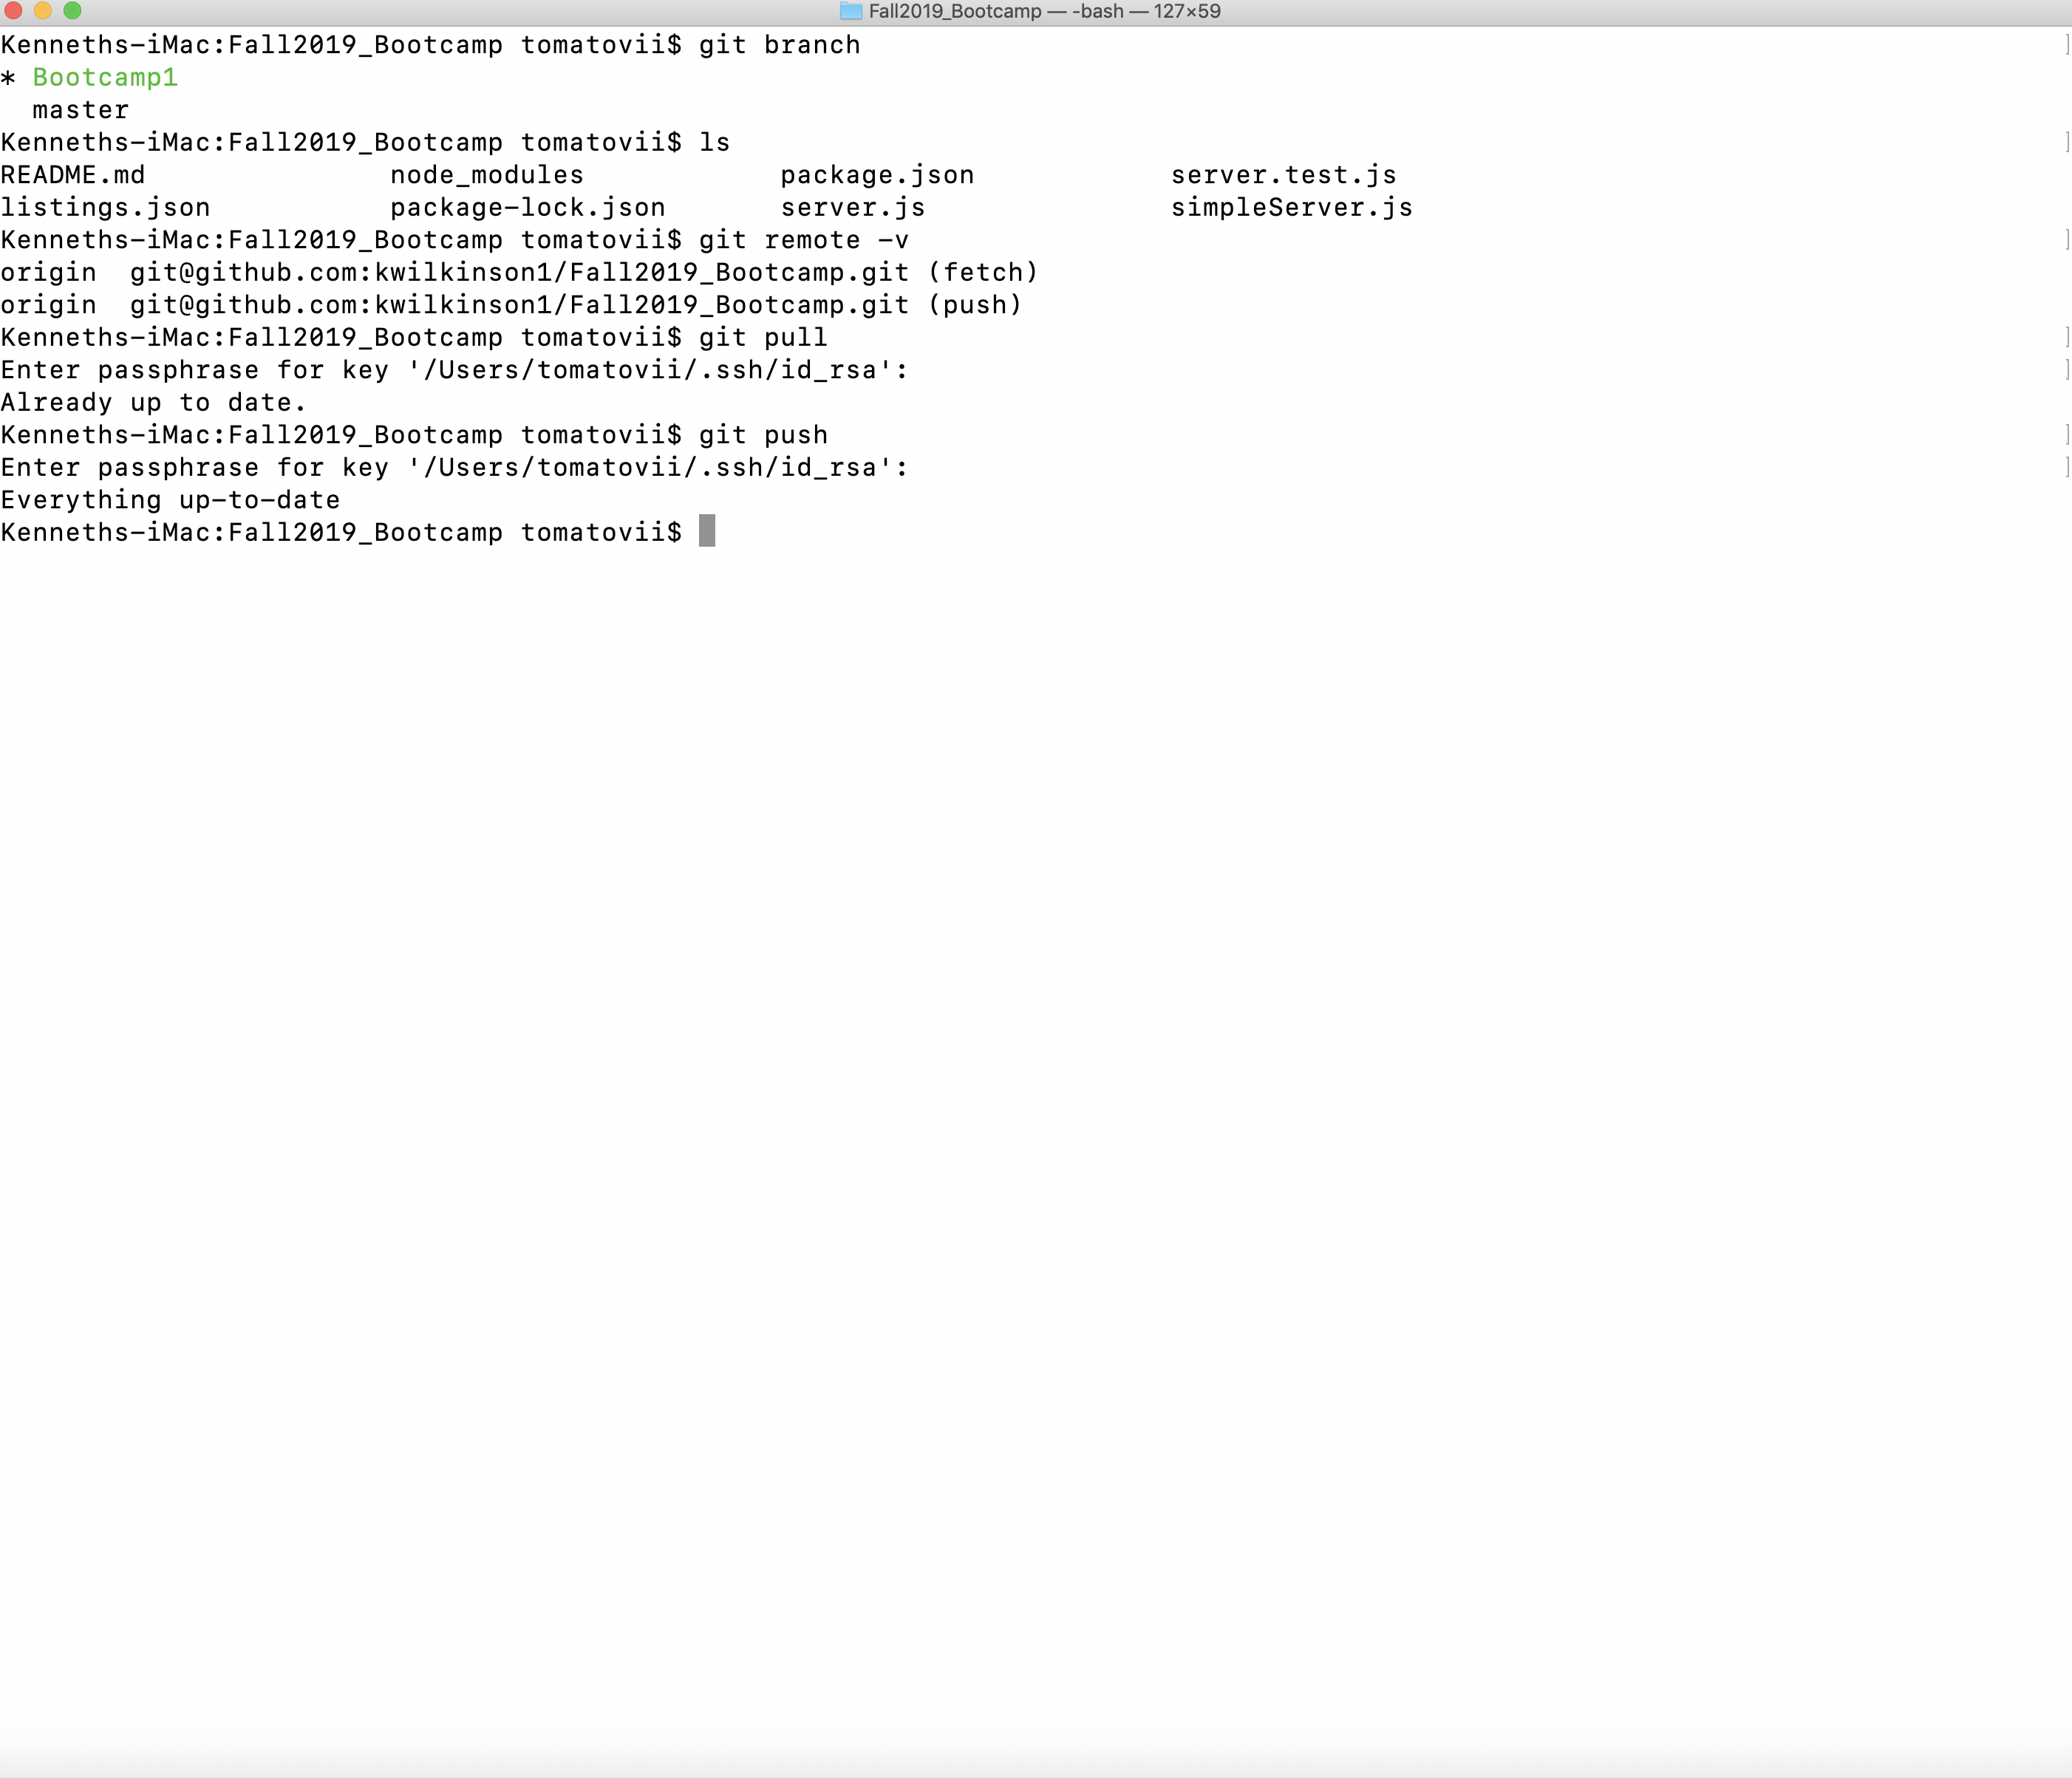 Fall2019_Bootcamp — -bash — 127×59
Kenneths-iMac:Fall2019_Bootcamp tomatovii$ git branch
* Bootcamp1
  master
Kenneths-iMac:Fall2019_Bootcamp tomatovii$ ls
README.md               node_modules            package.json            server.test.js
listings.json           package-lock.json       server.js               simpleServer.js
Kenneths-iMac:Fall2019_Bootcamp tomatovii$ git remote -v
origin  git@github.com:kwilkinson1/Fall2019_Bootcamp.git (fetch)
origin  git@github.com:kwilkinson1/Fall2019_Bootcamp.git (push)
Kenneths-iMac:Fall2019_Bootcamp tomatovii$ git pull
Enter passphrase for key '/Users/tomatovii/.ssh/id_rsa':
Already up to date.
Kenneths-iMac:Fall2019_Bootcamp tomatovii$ git push
Enter passphrase for key '/Users/tomatovii/.ssh/id_rsa':
Everything up-to-date
Kenneths-iMac:Fall2019_Bootcamp tomatovii$